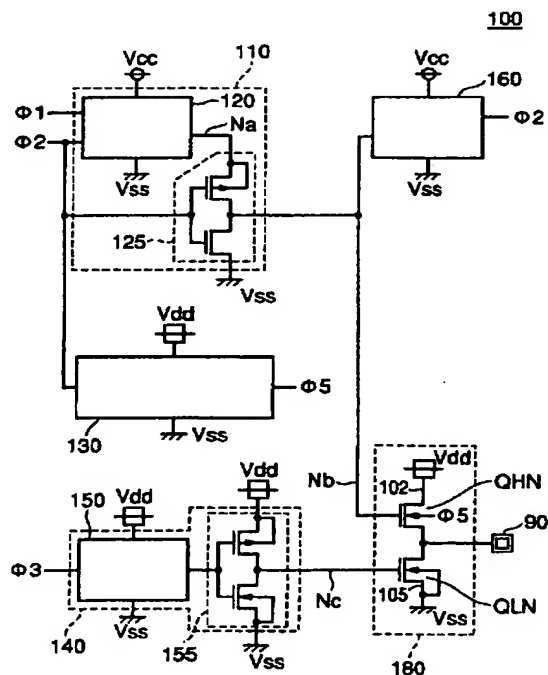 100
Vcc
110
120
Φ1
Φ2
Na
Vss
125
Vss
Vcc
160
Φ2
Vss
Vdd
Φ5
130
Vss
Nb
Vdd
102
QHN
Φ5
90
105
QLN
Vss
180
150
Vdd
Φ3
Vss
140
Vdd
155
Vss
Nc